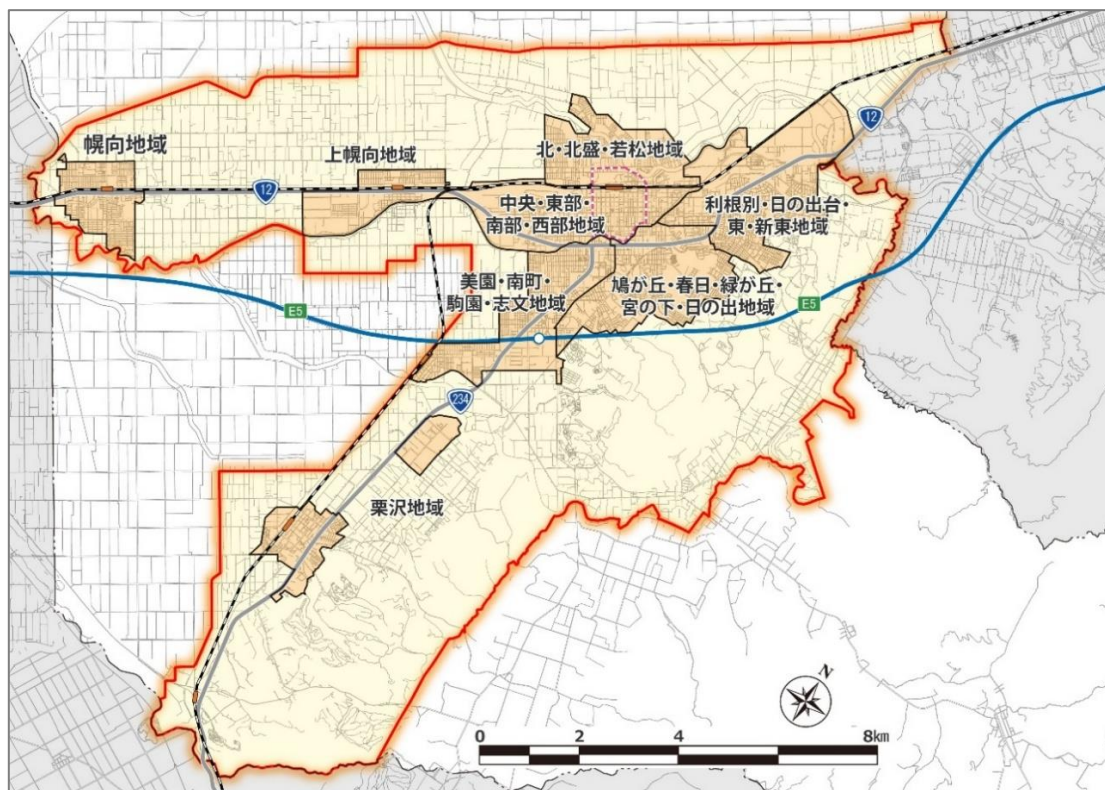 12
幌向地域
上幌向地域
北・北盛・若松地域
12
中央・東部・
南部・西部地域
利根別・日の出台・
東・新東地域
美園・南町・
駒園・志文地域
鳩が丘・春日・緑が丘・
宮の下・日の出地域
E5
E5
234
栗沢地域
N
0
2
4
6
8km